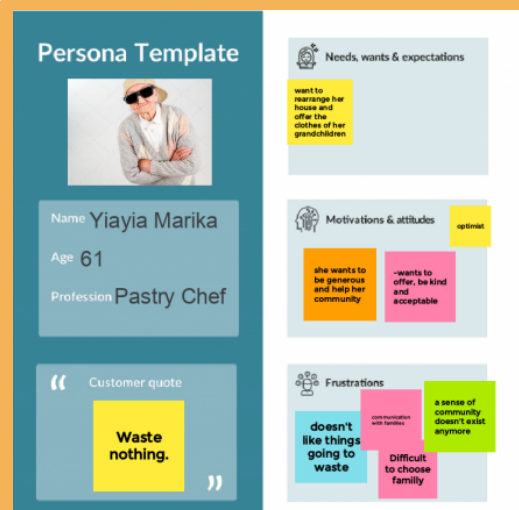 Persona Template
Name Yiayia Marika
Age 61
Profession Pastry Chef
“ Customer quote
Waste
nothing.
”
Needs, wants & expectations
want to
rearrange her
house and
offer the
clothes of her
grandchildren
Motivations & attitudes
optimist
she wants to
be generous
and help her
community
-wants to
offer, be kind
and
acceptable
Frustrations
doesn't
like things
going to
waste
communication
with families
Difficult
to choose
familly
a sense of
community
doesn't exist
anymore